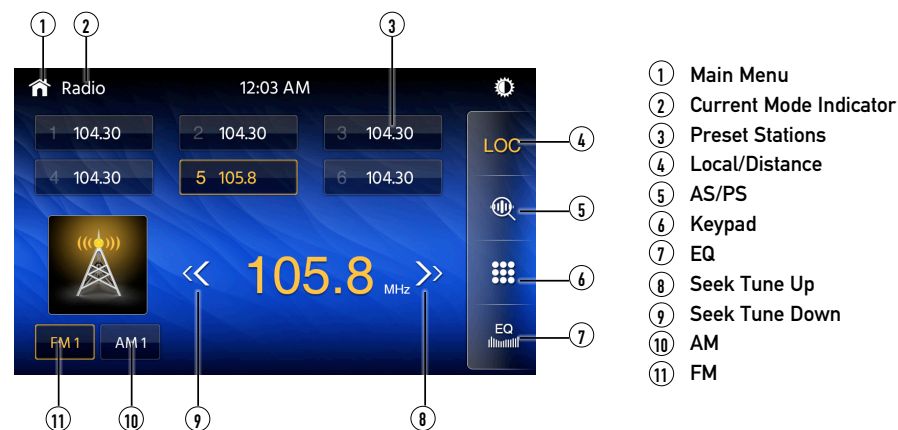 1 2 3
Radio 12:03 AM
1 104.30 2 104.30 3 104.30
LOC 4
4 104.30 5 105.8 6 104.30
5
105.8 MHz
6
EQ 7
FM 1 AM 1
11 10 9 8
1 Main Menu
2 Current Mode Indicator
3 Preset Stations
4 Local/Distance
5 AS/PS
6 Keypad
7 EQ
8 Seek Tune Up
9 Seek Tune Down
10 AM
11 FM